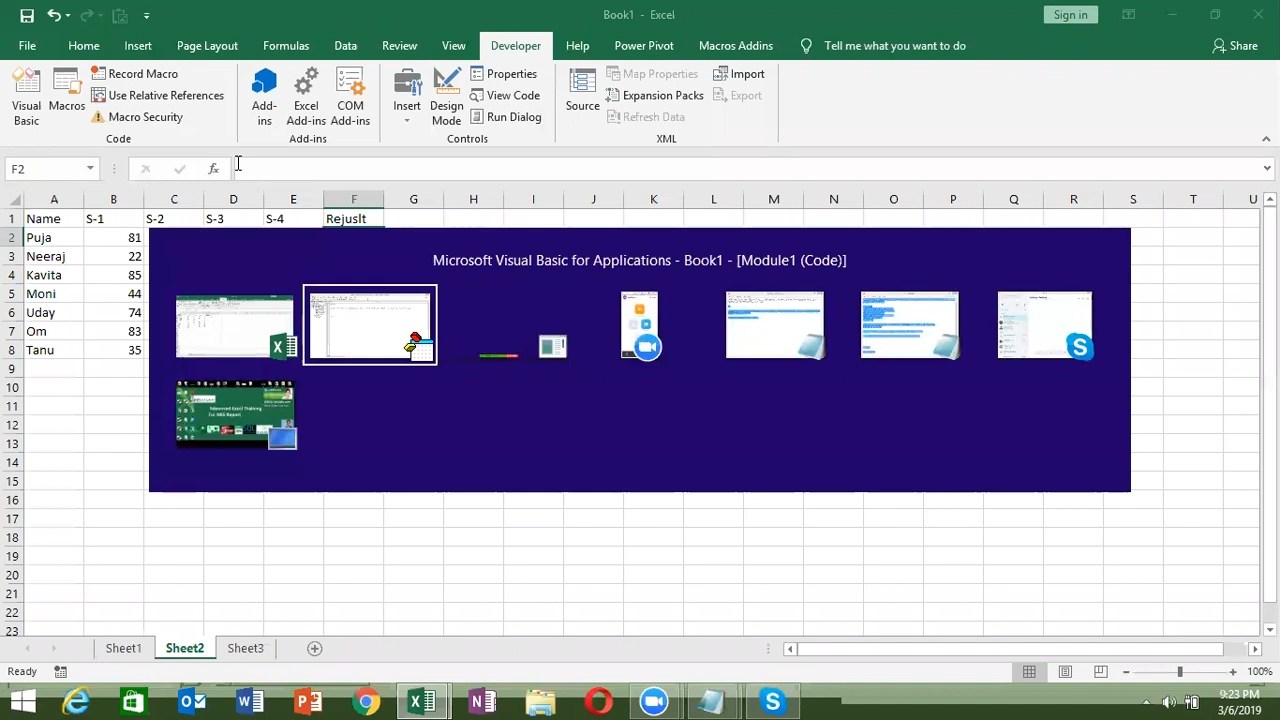 Book1 - Excel
Sign in
File Home Insert Page Layout Formulas Data Review View Developer Help Power Pivot Macros Addins Tell me what you want to do Share
Visual Basic
Macros
Record Macro
Use Relative References
Macro Security
Code
Add-ins
Excel Add-ins
COM Add-ins
Add-ins
Insert
Design Mode
Properties
View Code
Run Dialog
Controls
Source
Map Properties
Expansion Packs
Refresh Data
Import
Export
XML
F2 fx
A B C D E F G H I J K L M N O P Q R S T U
1 Name S-1 S-2 S-3 S-4 Rejuslt
2 Puja 81
3 Neeraj 22
4 Kavita 85
5 Moni 44
6 Uday 74
7 Om 83
8 Tanu 35
9
10
11
12
13
14
15
16
17
18
19
20
21
22
23
Microsoft Visual Basic for Applications - Book1 - [Module1 (Code)]
Advanced Excel Training
For MIS Report
Sheet1 Sheet2 Sheet3
Ready
100%
9:23 PM
3/6/2019